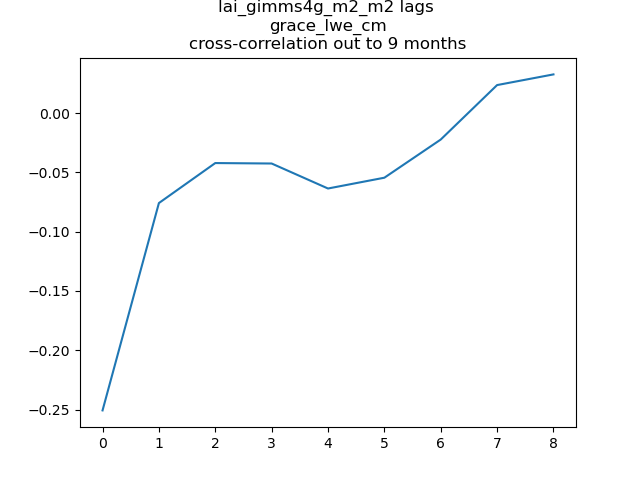 lai_gimms4g_m2_m2 lags
grace_lwe_cm
cross-correlation out to 9 months
0.00
−0.05
−0.10
−0.15
−0.20
−0.25
0 1 2 3 4 5 6 7 8